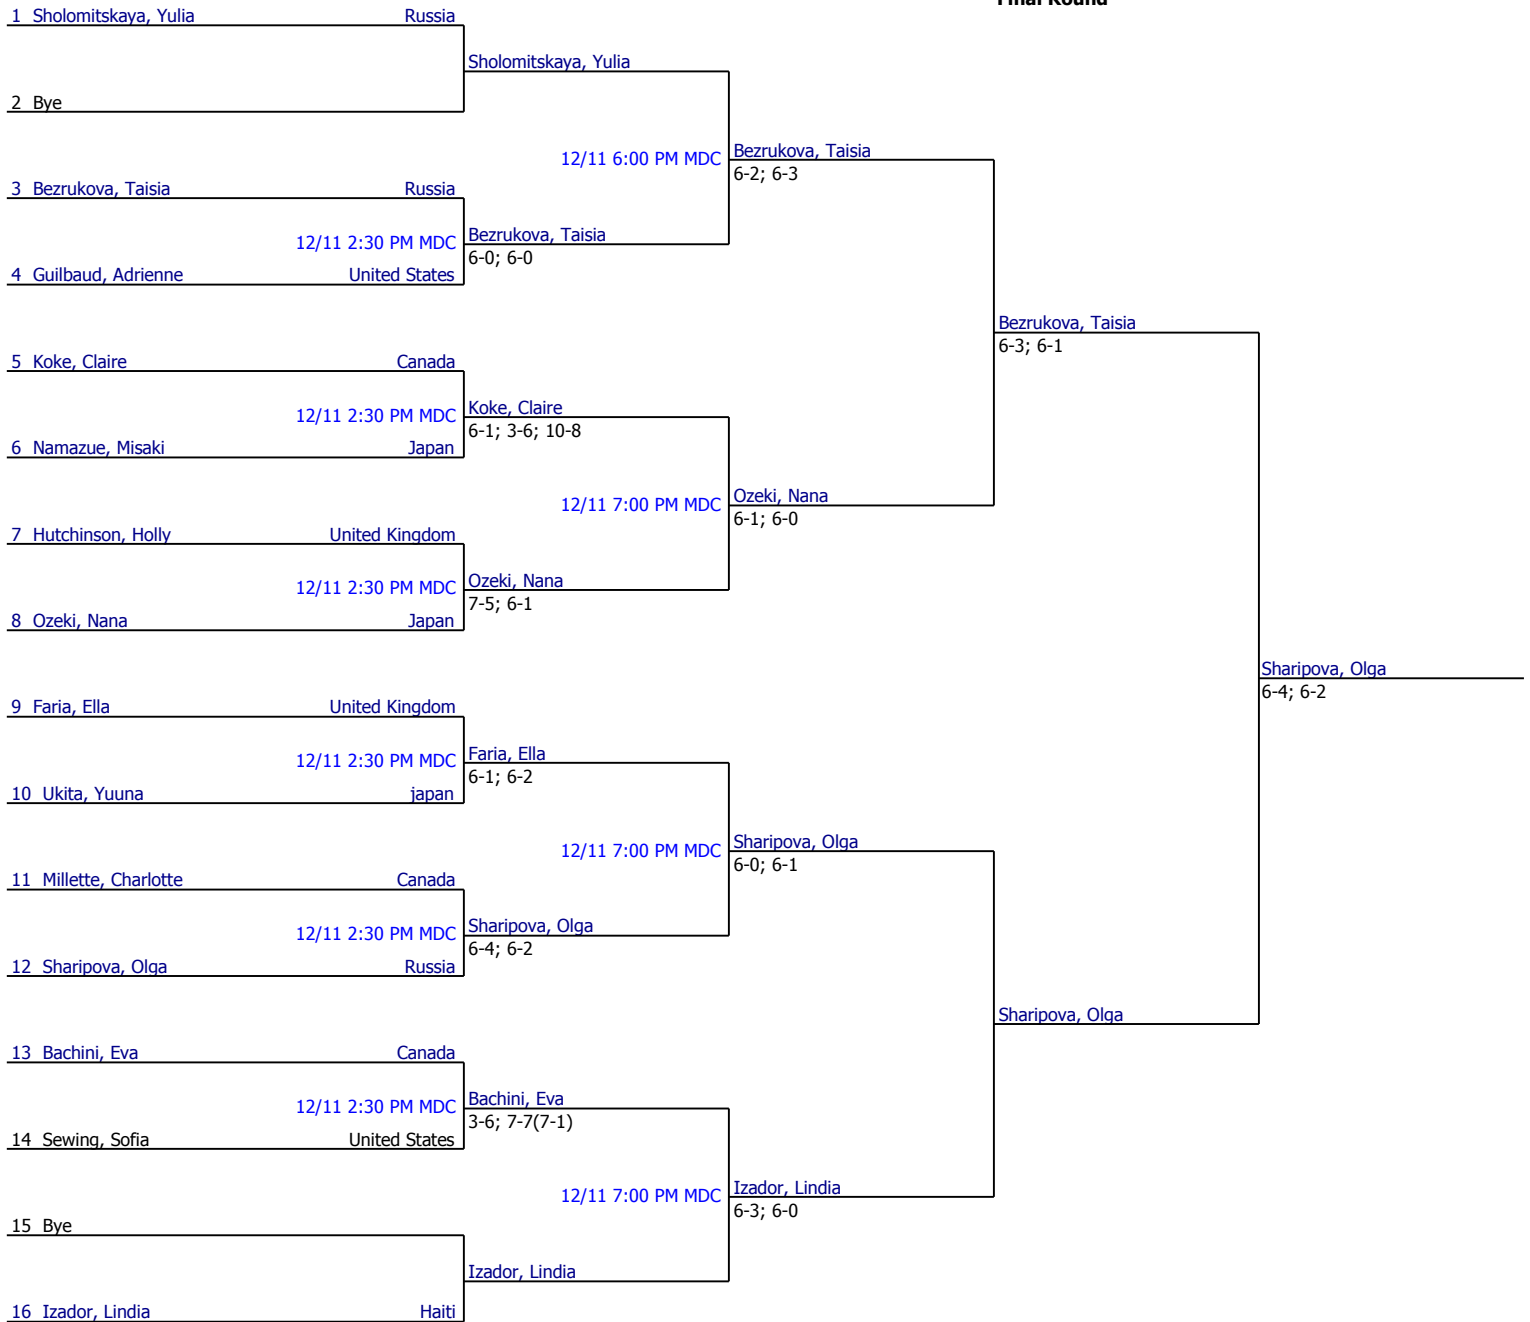 Final Round
1 Sholomitskaya, Yulia Russia
Sholomitskaya, Yulia
2 Bye
12/11 6:00 PM MDC Bezrukova, Taisia
6-2; 6-3
3 Bezrukova, Taisia Russia
12/11 2:30 PM MDC Bezrukova, Taisia
6-0; 6-0
4 Guilbaud, Adrienne United States
Bezrukova, Taisia
6-3; 6-1
5 Koke, Claire Canada
12/11 2:30 PM MDC Koke, Claire
6-1; 3-6; 10-8
6 Namazue, Misaki Japan
12/11 7:00 PM MDC Ozeki, Nana
6-1; 6-0
7 Hutchinson, Holly United Kingdom
12/11 2:30 PM MDC Ozeki, Nana
7-5; 6-1
8 Ozeki, Nana Japan
Sharipova, Olga
6-4; 6-2
9 Faria, Ella United Kingdom
12/11 2:30 PM MDC Faria, Ella
6-1; 6-2
10 Ukita, Yuuna japan
12/11 7:00 PM MDC Sharipova, Olga
6-0; 6-1
11 Millette, Charlotte Canada
12/11 2:30 PM MDC Sharipova, Olga
6-4; 6-2
12 Sharipova, Olga Russia
Sharipova, Olga
13 Bachini, Eva Canada
12/11 2:30 PM MDC Bachini, Eva
3-6; 7-7(7-1)
14 Sewing, Sofia United States
12/11 7:00 PM MDC Izador, Lindia
6-3; 6-0
15 Bye
Izador, Lindia
16 Izador, Lindia Haiti